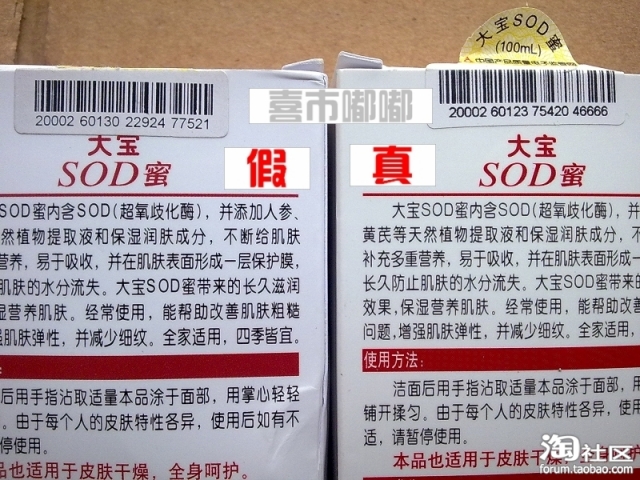 大宝SOD蜜
(100mL)
20002 60130 22924 77521
喜市嘟嘟
20002 60123 75420 46666
大宝
SOD蜜
假
SOD蜜内含SOD(超氧歧化酶)，并添加人参、
然植物提取液和保湿润肤成分，不断给肌肤
营养，易于吸收，并在肌肤表面形成一层保护膜，
肌肤的水分流失。大宝SOD蜜带来的长久滋润
保湿营养肌肤。经常使用，能帮助改善肌肤粗糙
强肌肤弹性，并减少细纹。全家适用，四季皆宜。
后用手指沾取适量本品涂于面部，用掌心轻轻
。由于每个人的皮肤特性各异，使用后如有不
停使用。
品也适用于皮肤干燥，全身呵护。
大宝
SOD蜜
真
大宝SOD蜜内含SOD(超氧歧化酶)，并
黄芪等天然植物提取液和保湿润肤成分，
补充多重营养，易于吸收，并在肌肤表面形
长久防止肌肤的水分流失。大宝SOD蜜带来
效果，保湿营养肌肤。经常使用，能帮助改
问题，增强肌肤弹性，并减少细纹。全家适用，
使用方法:
洁面后用手指沾取适量本品涂于面部，用
铺开揉匀。由于每个人的皮肤特性各异，使
适，请暂停使用。
本品也适用于皮肤干燥，全
淘社区
forum.taobao.com